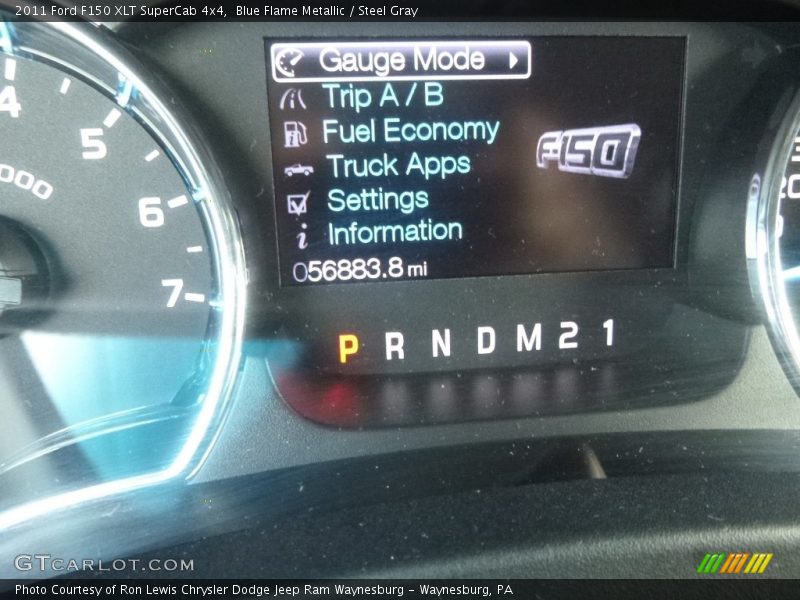 2011 Ford F150 XLT SuperCab 4x4,  Blue Flame Metallic / Steel Gray
Gauge Mode
Trip A / B
Fuel Economy
Truck Apps
Settings
Information
056883.8 mi
F150
4
5
6
7
P R N D M 2 1
GTCARLOT.COM
Photo Courtesy of Ron Lewis Chrysler Dodge Jeep Ram Waynesburg - Waynesburg, PA